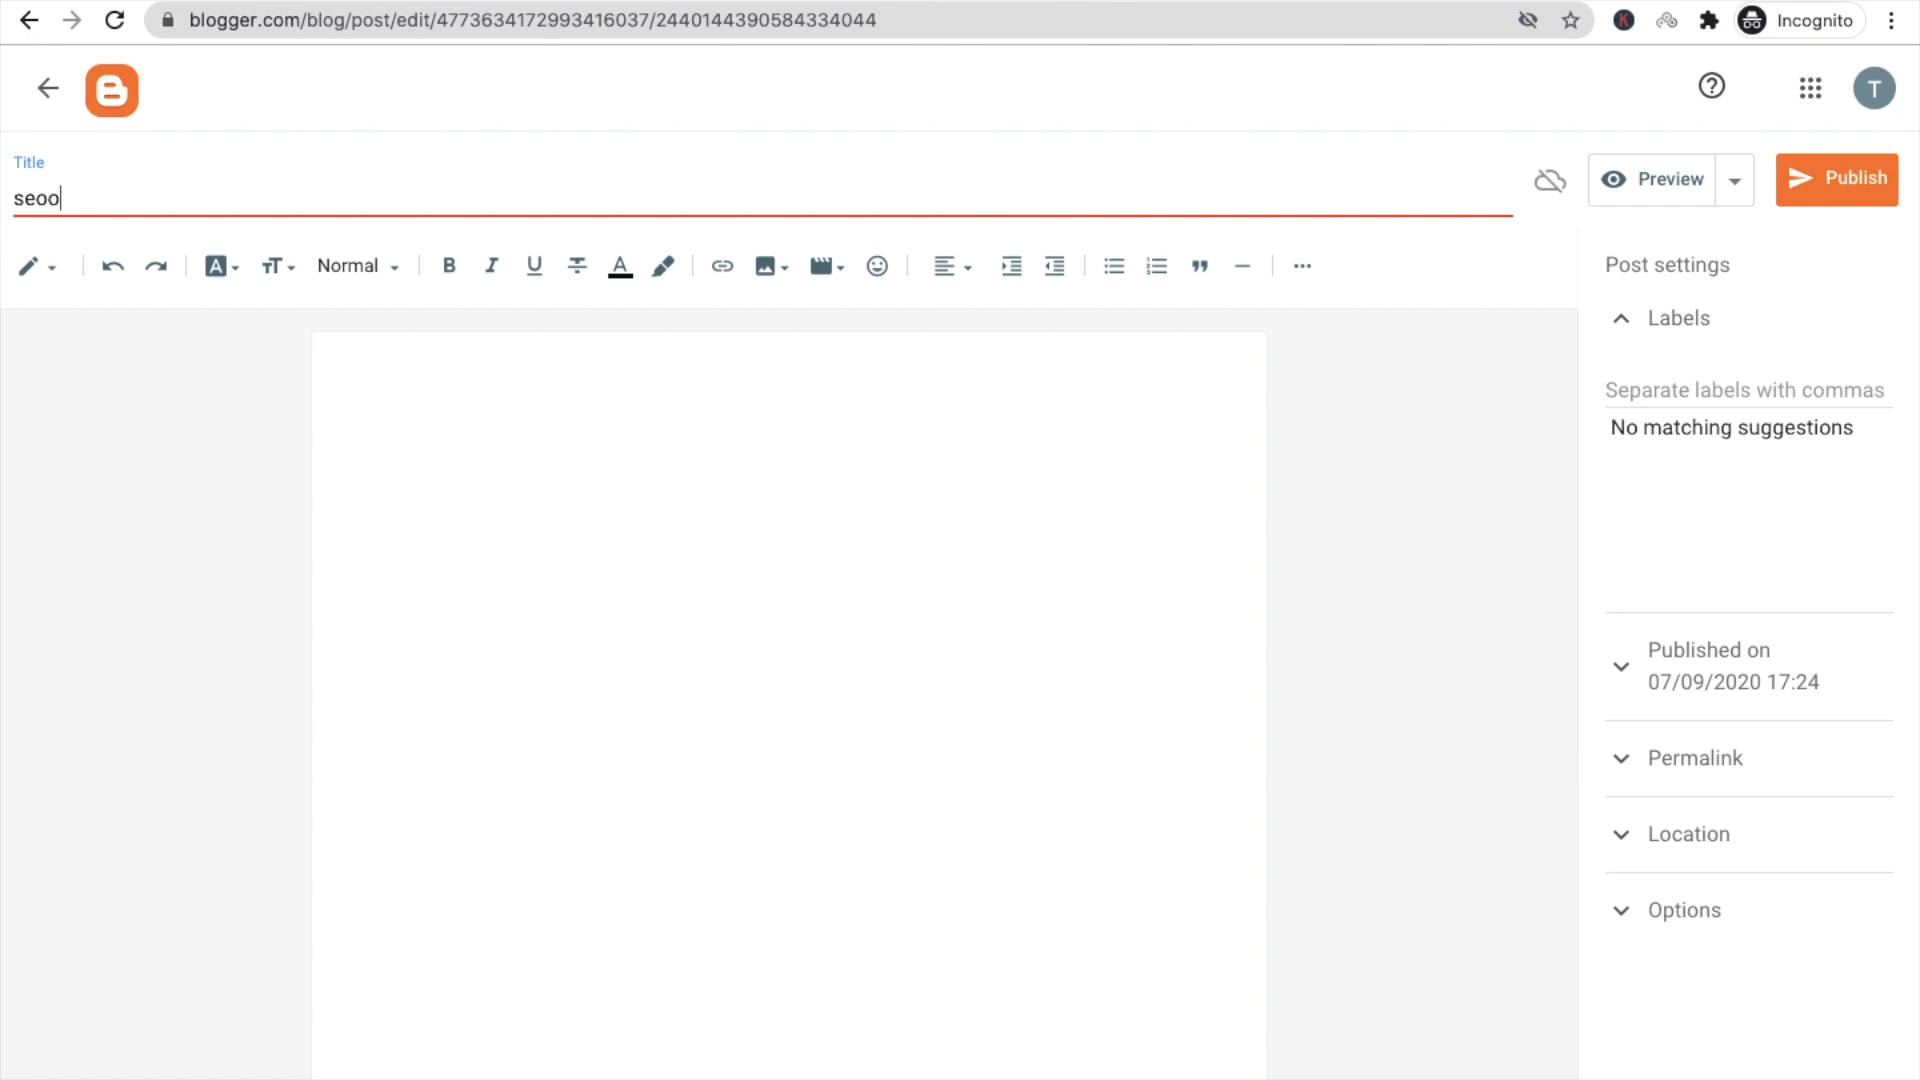 blogger.com/blog/post/edit/4773634172993416037/2440144390584334044
K
Incognito
T
Title
seoo
Preview
Publish
Normal
Post settings
Labels
Separate labels with commas
No matching suggestions
Published on
07/09/2020 17:24
Permalink
Location
Options